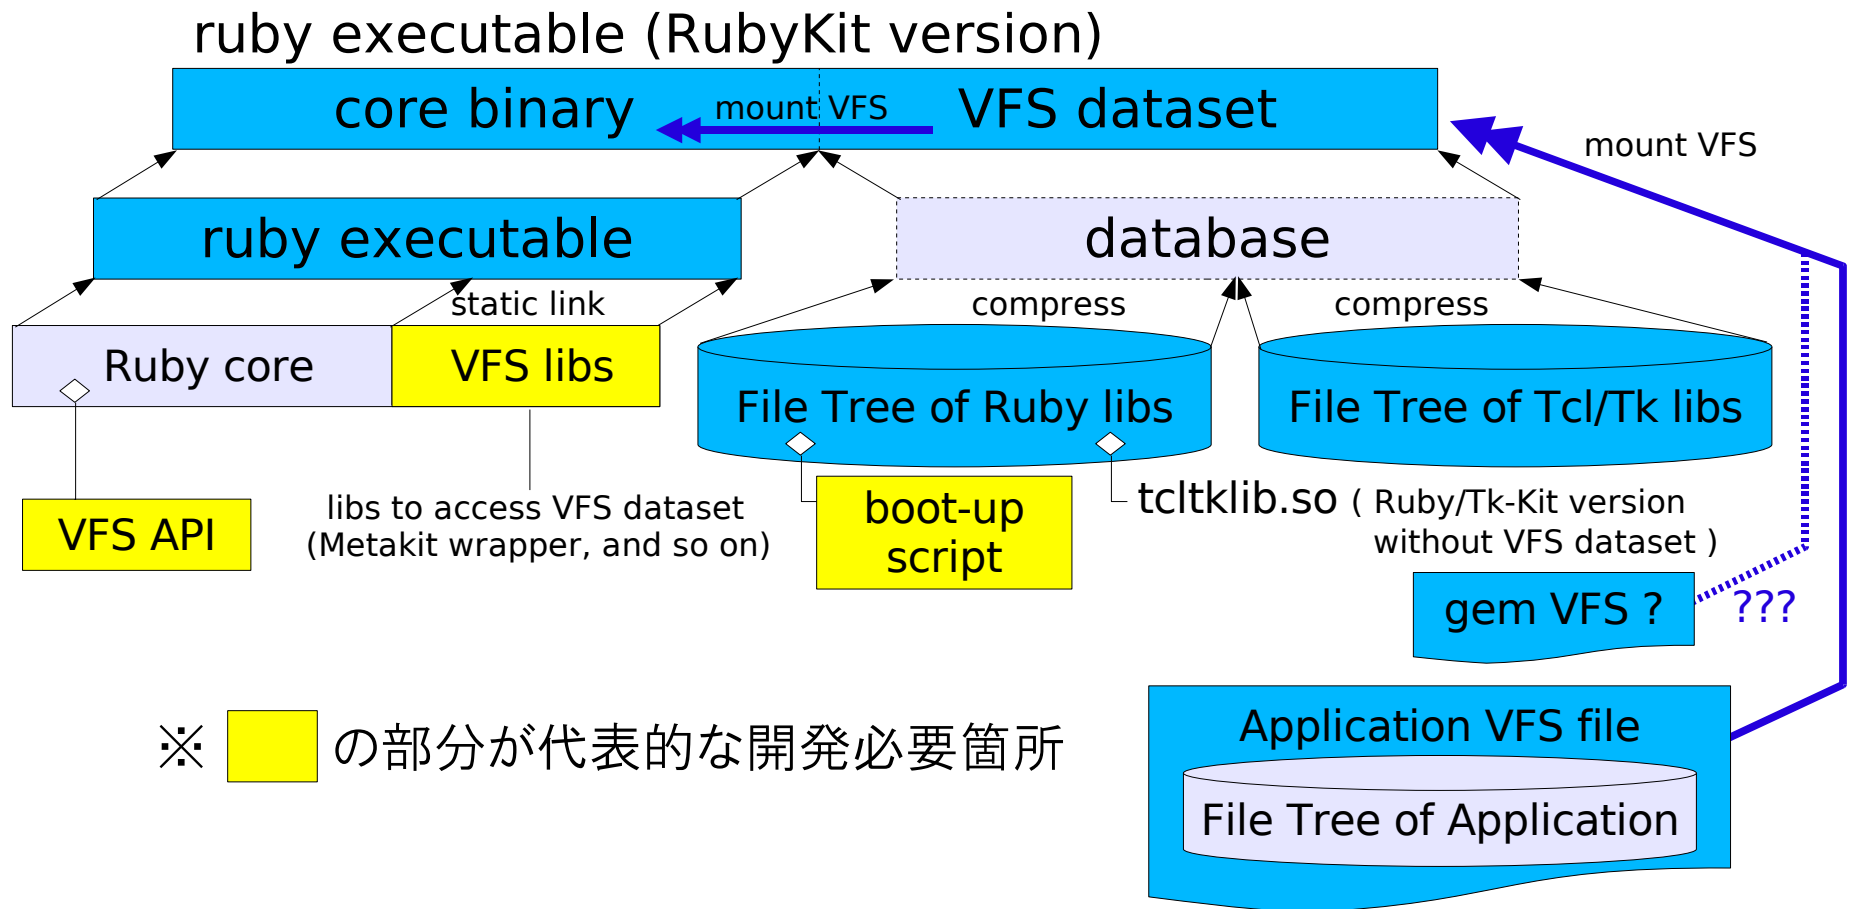 ruby executable (RubyKit version)
core binary
mount VFS
VFS dataset
mount VFS
ruby executable
database
static link
compress
compress
Ruby core
VFS libs
File Tree of Ruby libs
File Tree of Tcl/Tk libs
VFS API
libs to access VFS dataset
(Metakit wrapper, and so on)
boot-up
script
tcltklib.so ( Ruby/Tk-Kit version
without VFS dataset )
gem VFS ?
???
※ の部分が代表的な開発必要箇所
Application VFS file
File Tree of Application